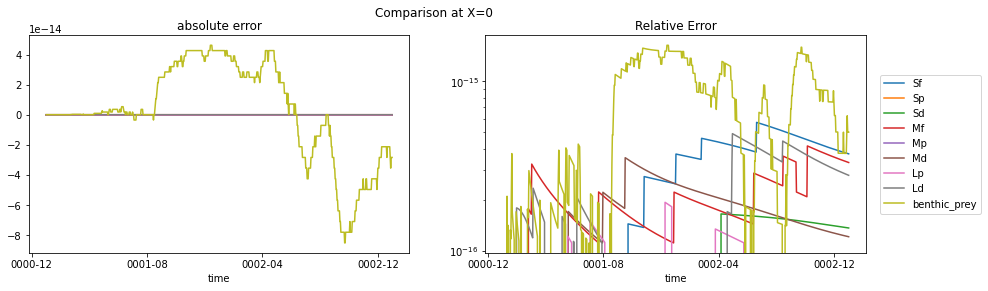 Comparison at X=0
absolute error
1e−14
4
2
0
−2
−4
−6
−8
0000-12
0001-08
0002-04
0002-12
time
Relative Error
10⁻¹⁵
10⁻¹⁶
0000-12
0001-08
0002-04
0002-12
time
Sf
Sp
Sd
Mf
Mp
Md
Lp
Ld
benthic_prey